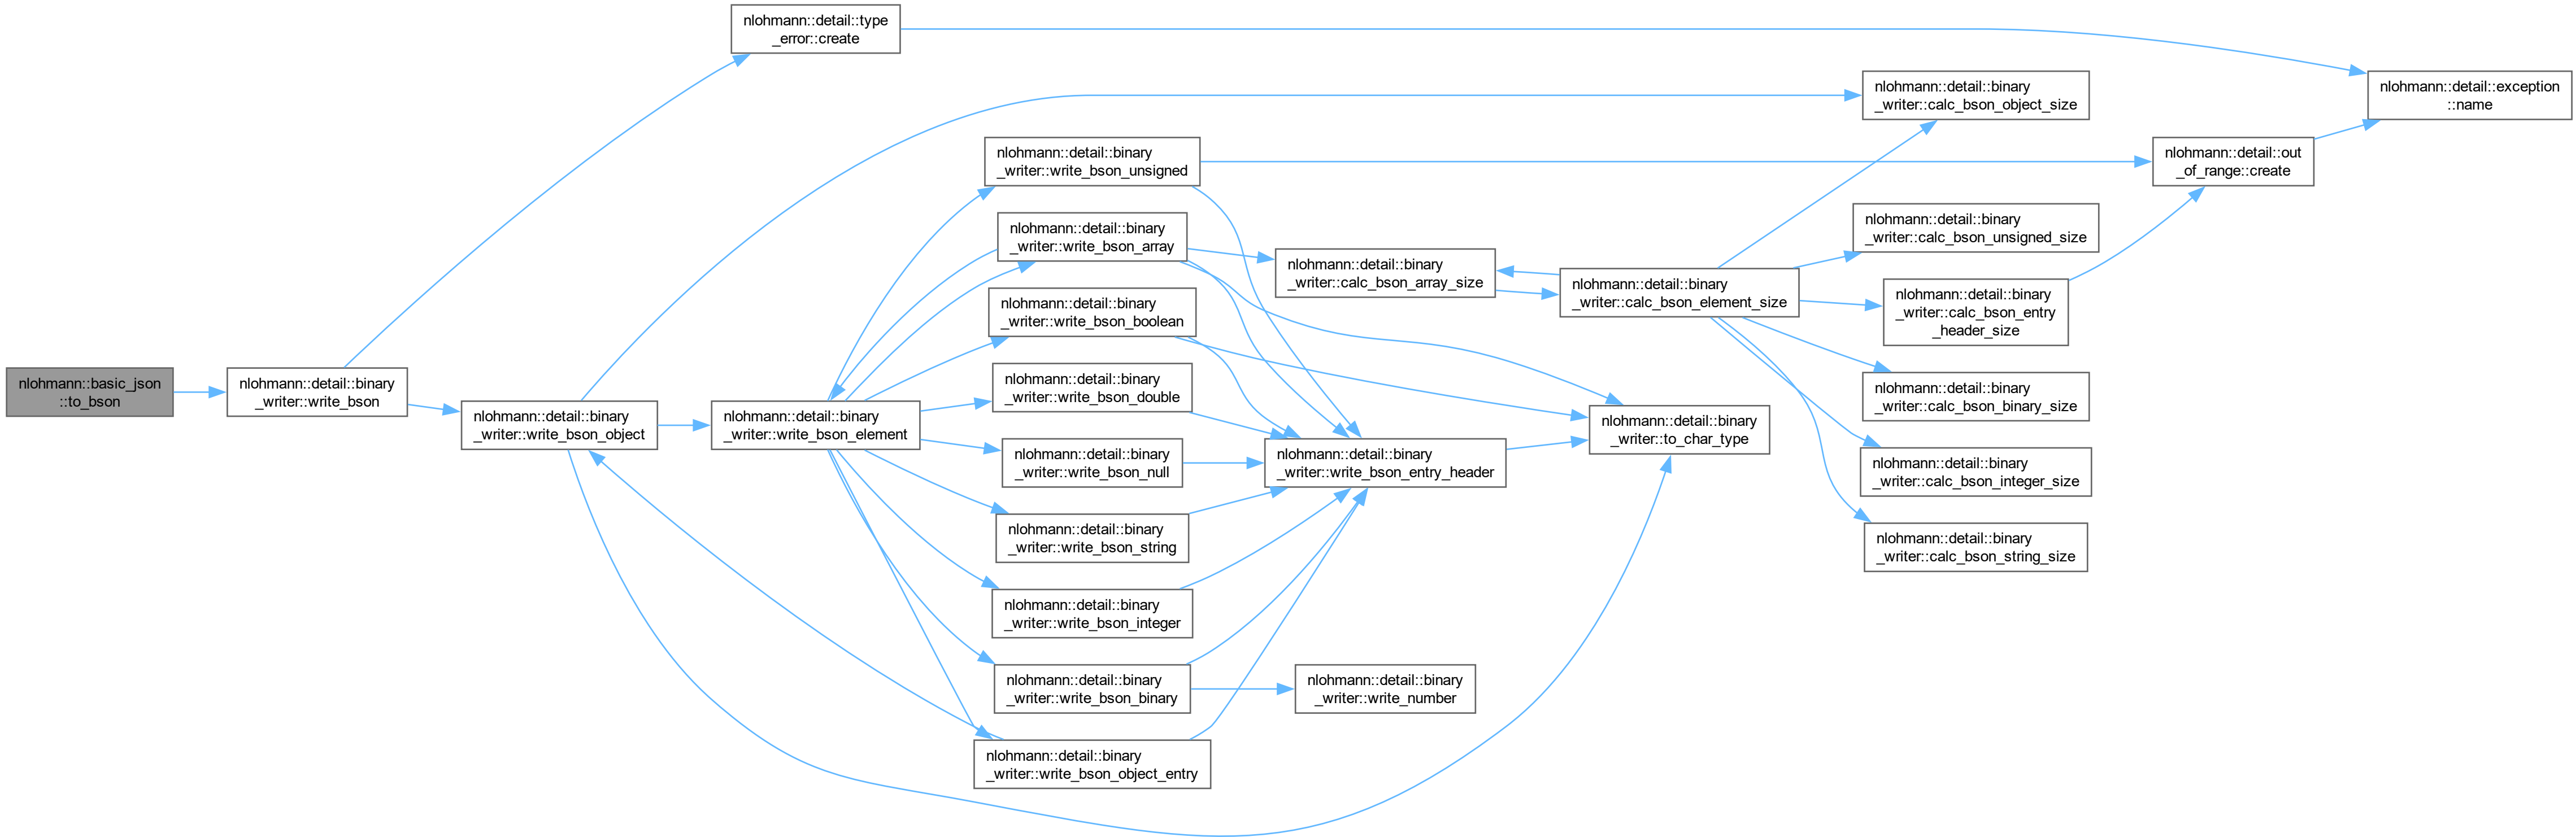 nlohmann::basic_json
::to_bson
nlohmann::detail::binary
_writer::write_bson
nlohmann::detail::type
_error::create
nlohmann::detail::binary
_writer::write_bson_object
nlohmann::detail::binary
_writer::write_bson_element
nlohmann::detail::binary
_writer::write_bson_unsigned
nlohmann::detail::binary
_writer::write_bson_array
nlohmann::detail::binary
_writer::write_bson_boolean
nlohmann::detail::binary
_writer::write_bson_double
nlohmann::detail::binary
_writer::write_bson_null
nlohmann::detail::binary
_writer::write_bson_string
nlohmann::detail::binary
_writer::write_bson_integer
nlohmann::detail::binary
_writer::write_bson_binary
nlohmann::detail::binary
_writer::write_bson_object_entry
nlohmann::detail::binary
_writer::calc_bson_array_size
nlohmann::detail::binary
_writer::write_bson_entry_header
nlohmann::detail::binary
_writer::write_number
nlohmann::detail::binary
_writer::calc_bson_element_size
nlohmann::detail::binary
_writer::to_char_type
nlohmann::detail::binary
_writer::calc_bson_object_size
nlohmann::detail::binary
_writer::calc_bson_unsigned_size
nlohmann::detail::binary
_writer::calc_bson_entry
_header_size
nlohmann::detail::binary
_writer::calc_bson_binary_size
nlohmann::detail::binary
_writer::calc_bson_integer_size
nlohmann::detail::binary
_writer::calc_bson_string_size
nlohmann::detail::out
_of_range::create
nlohmann::detail::exception
::name